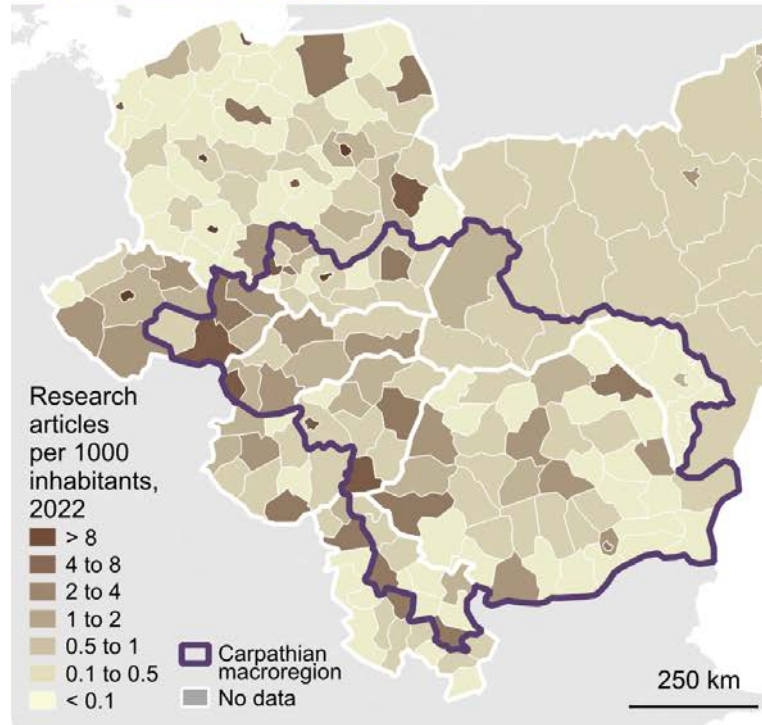 Research
articles
per 1000
inhabitants,
2022
> 8
4 to 8
2 to 4
1 to 2
0.5 to 1
0.1 to 0.5
< 0.1
Carpathian
macroregion
No data
250 km